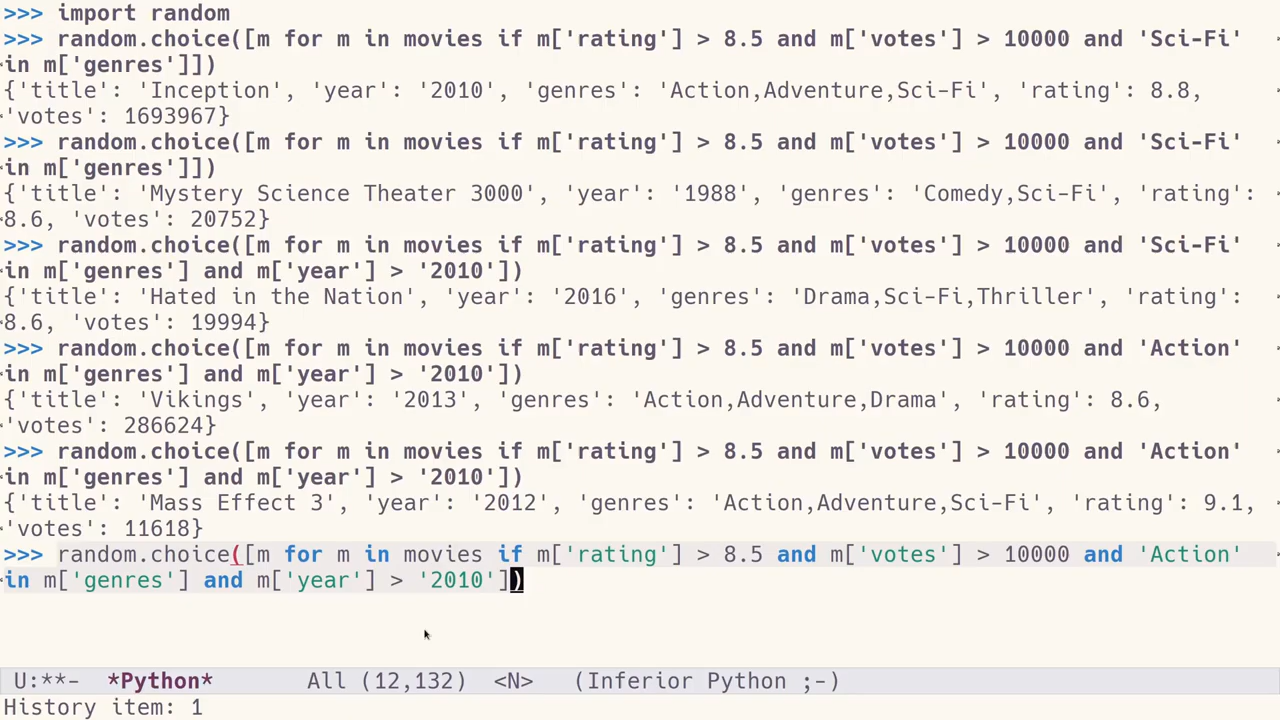 >>> import random
>>> random.choice([m for m in movies if m['rating'] > 8.5 and m['votes'] > 10000 and 'Sci-Fi'
in m['genres']])
{'title': 'Inception', 'year': '2010', 'genres': 'Action,Adventure,Sci-Fi', 'rating': 8.8,
'votes': 1693967}
>>> random.choice([m for m in movies if m['rating'] > 8.5 and m['votes'] > 10000 and 'Sci-Fi'
in m['genres']])
{'title': 'Mystery Science Theater 3000', 'year': '1988', 'genres': 'Comedy,Sci-Fi', 'rating':
8.6, 'votes': 20752}
>>> random.choice([m for m in movies if m['rating'] > 8.5 and m['votes'] > 10000 and 'Sci-Fi'
in m['genres'] and m['year'] > '2010'])
{'title': 'Hated in the Nation', 'year': '2016', 'genres': 'Drama,Sci-Fi,Thriller', 'rating':
8.6, 'votes': 19994}
>>> random.choice([m for m in movies if m['rating'] > 8.5 and m['votes'] > 10000 and 'Action'
in m['genres'] and m['year'] > '2010'])
{'title': 'Vikings', 'year': '2013', 'genres': 'Action,Adventure,Drama', 'rating': 8.6,
'votes': 286624}
>>> random.choice([m for m in movies if m['rating'] > 8.5 and m['votes'] > 10000 and 'Action'
in m['genres'] and m['year'] > '2010'])
{'title': 'Mass Effect 3', 'year': '2012', 'genres': 'Action,Adventure,Sci-Fi', 'rating': 9.1,
'votes': 11618}
>>> random.choice([m for m in movies if m['rating'] > 8.5 and m['votes'] > 10000 and 'Action'
in m['genres'] and m['year'] > '2010'])
U:**-  *Python*       All (12,132)  <N>   (Inferior Python ;-)
History item: 1